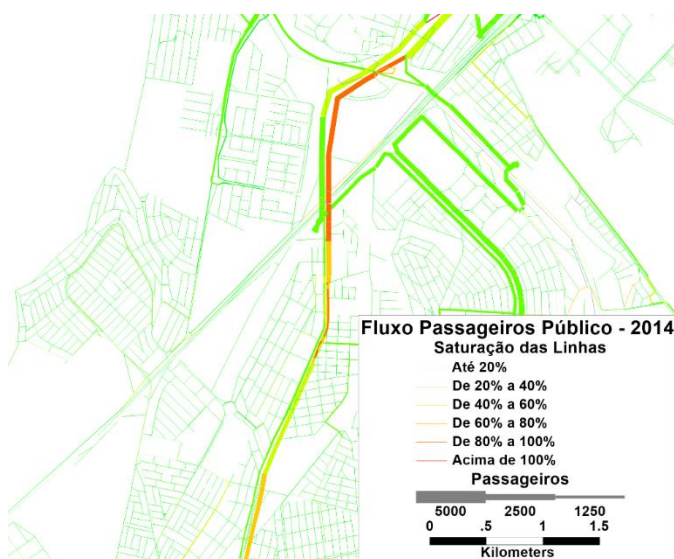 Fluxo Passageiros Público - 2014
Saturação das Linhas
Até 20%
De 20% a 40%
De 40% a 60%
De 60% a 80%
De 80% a 100%
Acima de 100%
Passageiros
5000 2500 1250
0 .5 1 1.5
Kilometers